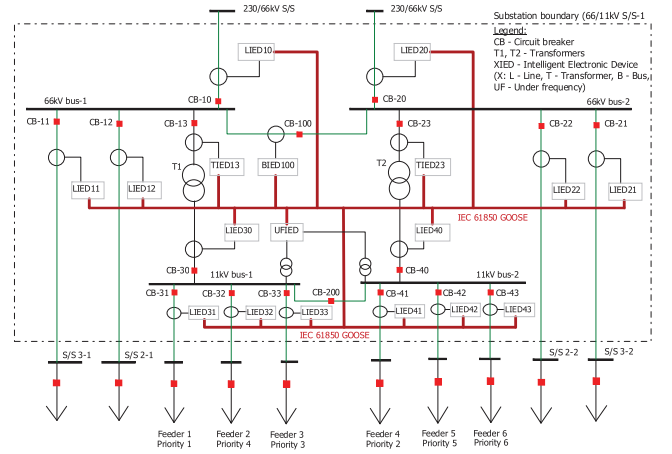 230/66kV S/S
230/66kV S/S
Substation boundary (66/11kV S/S-1
Legend:
CB - Circuit breaker
T1, T2 - Transformers
XIED - Intelligent Electronic Device
(X: L - Line, T - Transformer, B - Bus,
UF - Under frequency)
LIED10
LIED20
CB-10
CB-20
66kV bus-1
66kV bus-2
CB-11
CB-12
CB-13
CB-100
CB-23
CB-22
CB-21
T1
TIED13
BIED100
T2
TIED23
LIED11
LIED12
LIED22
LIED21
IEC 61850 GOOSE
LIED30
UFIED
LIED40
CB-30
CB-40
11kV bus-1
11kV bus-2
CB-31
CB-32
CB-33
CB-200
CB-41
CB-42
CB-43
LIED31
LIED32
LIED33
LIED41
LIED42
LIED43
IEC 61850 GOOSE
S/S 3-1
S/S 2-1
S/S 2-2
S/S 3-2
Feeder 1
Priority 1
Feeder 2
Priority 4
Feeder 3
Priority 3
Feeder 4
Priority 2
Feeder 5
Priority 5
Feeder 6
Priority 6